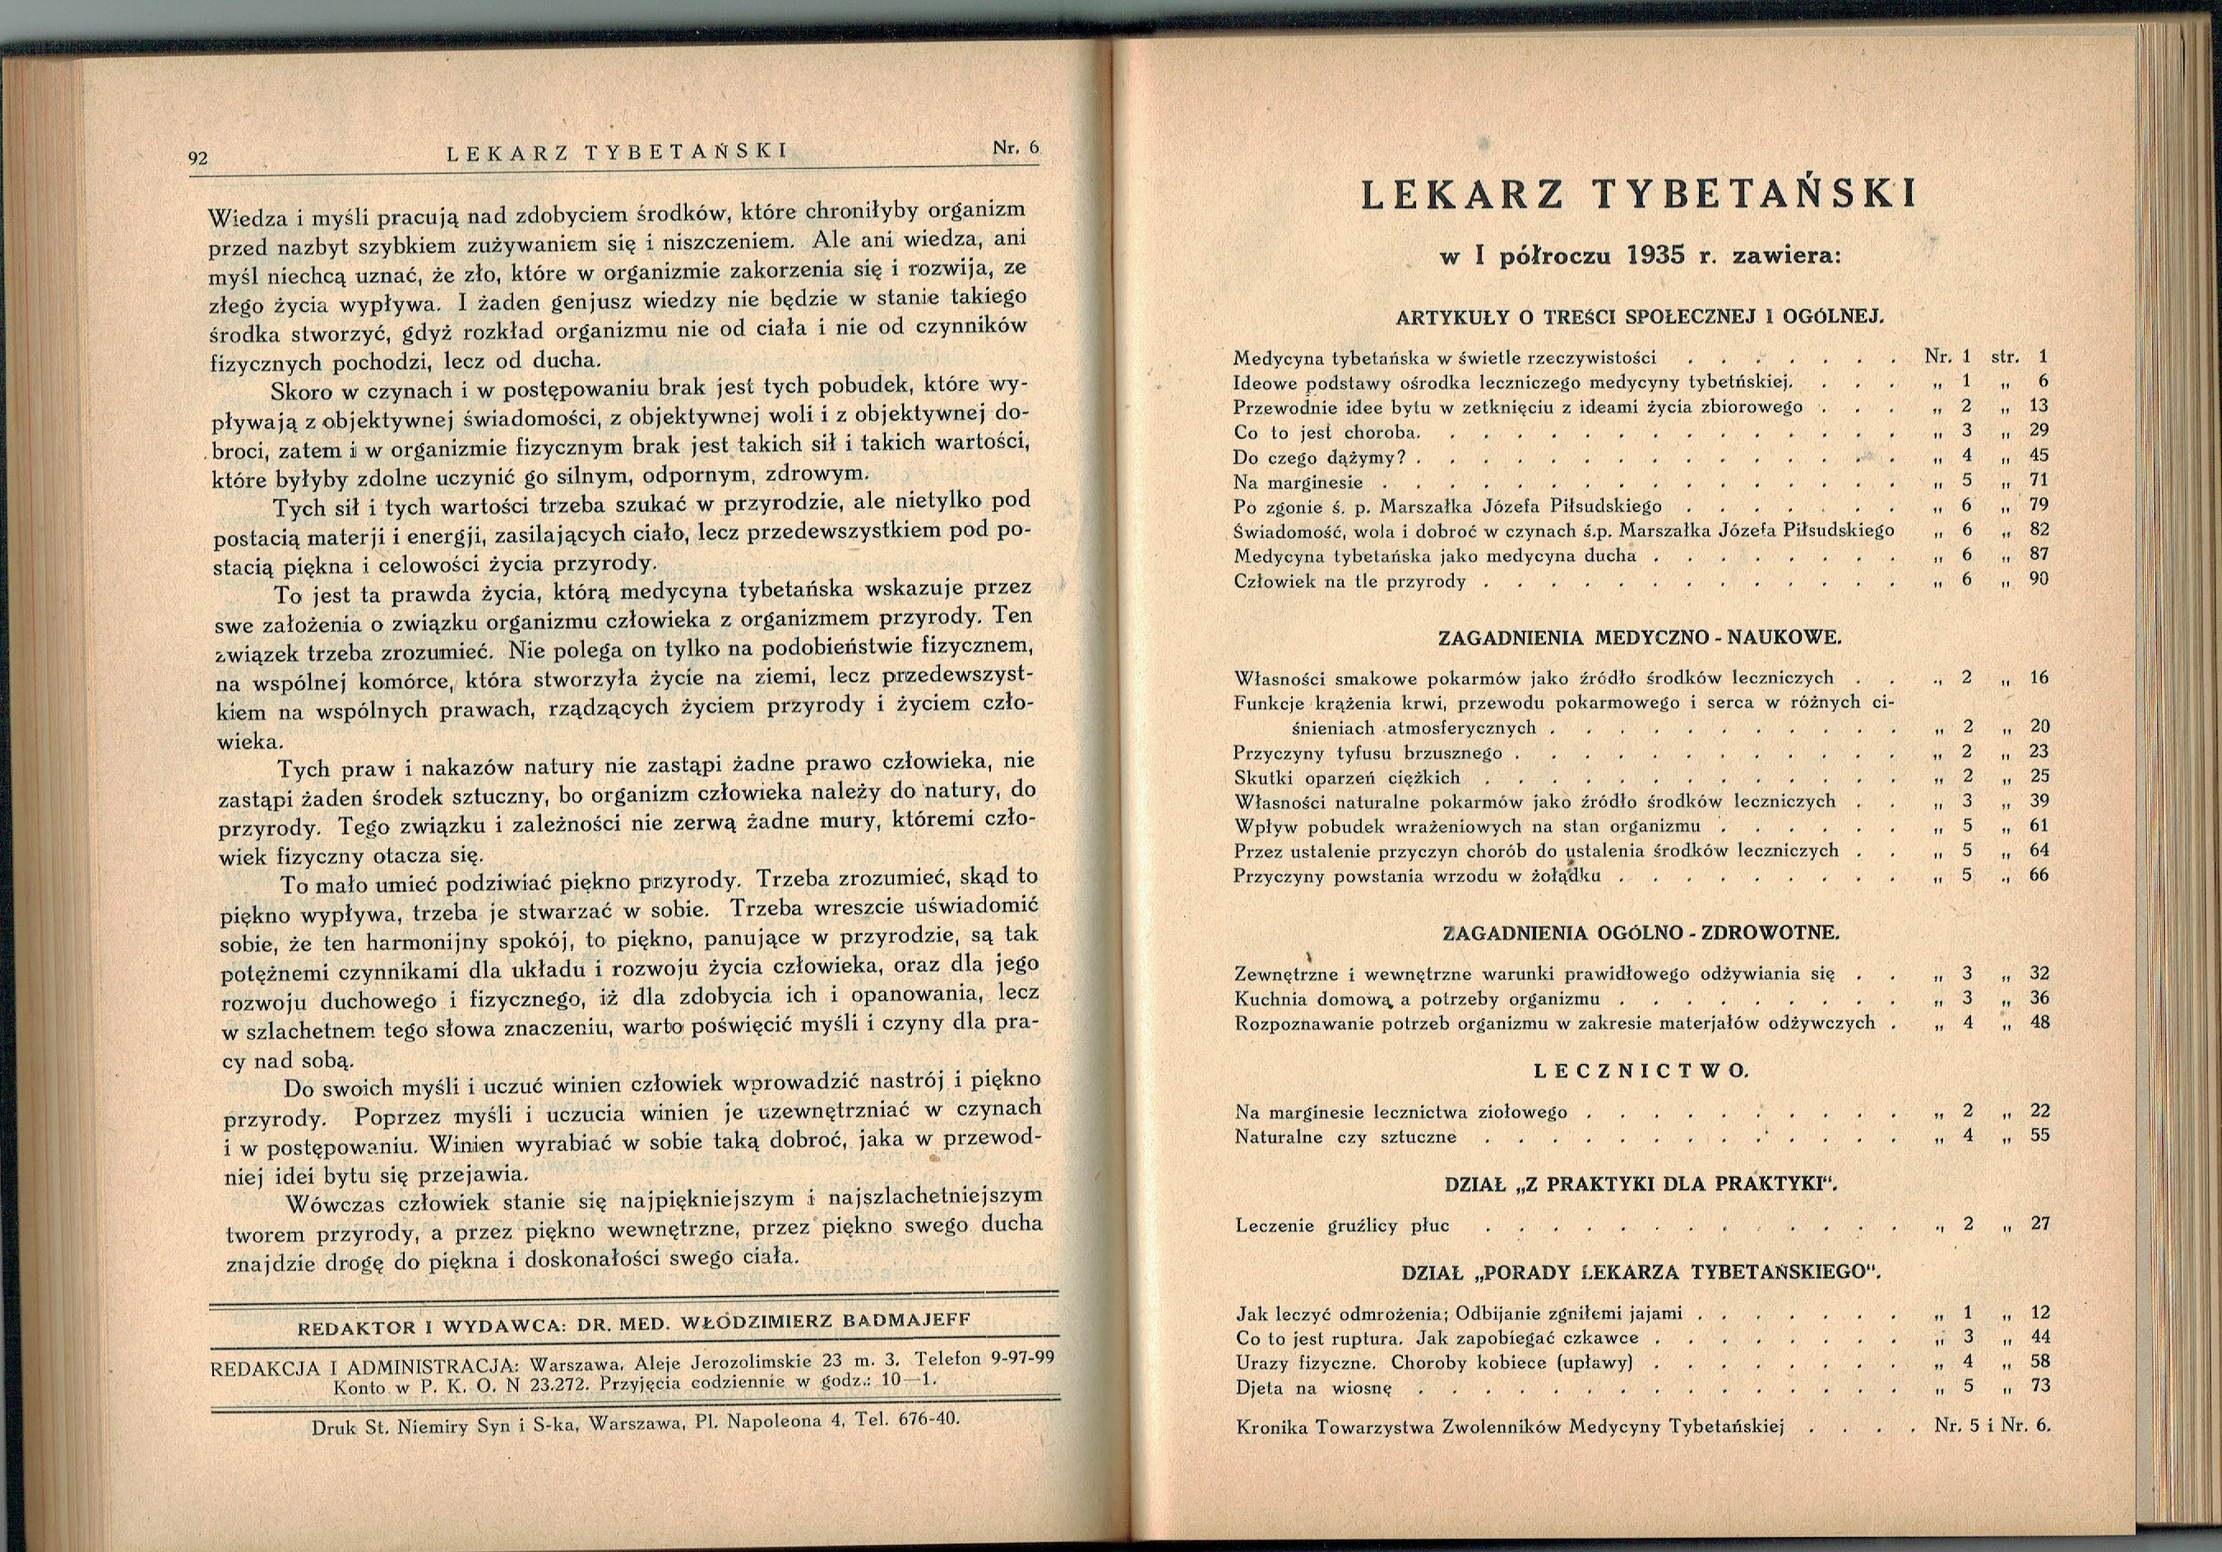 92 LEKARZ TYBETAŃSKI Nr. 6
Wiedza i myśli pracują nad zdobyciem środków, które chroniłyby organizm
przed nazbyt szybkiem zużywaniem się i niszczeniem. Ale ani wiedza, ani
myśl niechcą uznać, że zło, które w organizmie zakorzenia się i rozwija, ze
złego życia wypływa. I żaden genjusz wiedzy nie będzie w stanie takiego
środka stworzyć, gdyż rozkład organizmu nie od ciała i nie od czynników
fizycznych pochodzi, lecz od ducha.
Skoro w czynach i w postępowaniu brak jest tych pobudek, które wy-
pływają z objektywnej świadomości, z objektywnej woli i z objektywnej do-
broci, zatem i w organizmie fizycznym brak jest takich sił i takich wartości,
które byłyby zdolne uczynić go silnym, odpornym, zdrowym.
Tych sił i tych wartości trzeba szukać w przyrodzie, ale nietylko pod
postacią materji i energji, zasilających ciało, lecz przedewszystkiem pod po-
stacią piękna i celowości życia przyrody.
To jest ta prawda życia, którą medycyna tybetańska wskazuje przez
swe założenia o związku organizmu człowieka z organizmem przyrody. Ten
związek trzeba zrozumieć. Nie polega on tylko na podobieństwie fizycznem,
na wspólnej komórce, która stworzyła życie na ziemi, lecz przedewszyst-
kiem na wspólnych prawach, rządzących życiem przyrody i życiem czło-
wieka.
Tych praw i nakazów natury nie zastąpi żadne prawo człowieka, nie
zastąpi żaden środek sztuczny, bo organizm człowieka należy do natury, do
przyrody. Tego związku i zależności nie zerwą żadne mury, któremi czło-
wiek fizyczny otacza się.
To mało umieć podziwiać piękno przyrody. Trzeba zrozumieć, skąd to
piękno wypływa, trzeba je stwarzać w sobie. Trzeba wreszcie uświadomić
sobie, że ten harmonijny spokój, to piękno, panujące w przyrodzie, są tak
potężnemi czynnikami dla układu i rozwoju życia człowieka, oraz dla jego
rozwoju duchowego i fizycznego, iż dla zdobycia ich i opanowania, lecz
w szlachetnem tego słowa znaczeniu, warto poświęcić myśli i czyny dla pra-
cy nad sobą.
Do swoich myśli i uczuć winien człowiek wprowadzić nastrój i piękno
przyrody. Poprzez myśli i uczucia winien je uzewnętrzniać w czynach
i w postępowaniu. Winien wyrabiać w sobie taką dobroć, jaka w przewod-
niej idei bytu się przejawia.
Wówczas człowiek stanie się najpiękniejszym i najszlachetniejszym
tworem przyrody, a przez piękno wewnętrzne, przez piękno swego ducha
znajdzie drogę do piękna i doskonałości swego ciała.
REDAKTOR I WYDAWCA: DR. MED. WŁODZIMIERZ BADMAJEFF
REDAKCJA I ADMINISTRACJA: Warszawa, Aleje Jerozolimskie 23 m. 3. Telefon 9-97-99
Konto w P. K. O. N 23.272. Przyjęcia codziennie w godz.: 10—1.
Druk St. Niemiry Syn i S-ka, Warszawa, Pl. Napoleona 4, Tel. 676-40.
LEKARZ TYBETAŃSKI
w I półroczu 1935 r. zawiera:
ARTYKUŁY O TREŚCI SPOŁECZNEJ I OGÓLNEJ.
Medycyna tybetańska w świetle rzeczywistości . . . . . . . Nr. 1 str. 1
Ideowe podstawy ośrodka leczniczego medycyny tybetńskiej. . . . „ 1 „ 6
Przewodnie idee bytu w zetknięciu z ideami życia zbiorowego . . . „ 2 „ 13
Co to jest choroba. . . . . . . . . . . . . . . „ 3 „ 29
Do czego dążymy? . . . . . . . . . . . . . . . „ 4 „ 45
Na marginesie . . . . . . . . . . . . . . . . „ 5 „ 71
Po zgonie ś. p. Marszałka Józefa Piłsudskiego . . . . . . . „ 6 „ 79
Świadomość, wola i dobroć w czynach ś.p. Marszałka Józefa Piłsudskiego „ 6 „ 82
Medycyna tybetańska jako medycyna ducha . . . . . . . . „ 6 „ 87
Człowiek na tle przyrody . . . . . . . . . . . . . „ 6 „ 90
ZAGADNIENIA MEDYCZNO - NAUKOWE.
Własności smakowe pokarmów jako źródło środków leczniczych . . „ 2 „ 16
Funkcje krążenia krwi, przewodu pokarmowego i serca w różnych ci-
śnieniach atmosferycznych . . . . . . . . . . . „ 2 „ 20
Przyczyny tyfusu brzusznego . . . . . . . . . . . . „ 2 „ 23
Skutki oparzeń ciężkich . . . . . . . . . . . . . „ 2 „ 25
Własności naturalne pokarmów jako źródło środków leczniczych . . „ 3 „ 39
Wpływ pobudek wrażeniowych na stan organizmu . . . . . . „ 5 „ 61
Przez ustalenie przyczyn chorób do ustalenia środków leczniczych . . „ 5 „ 64
Przyczyny powstania wrzodu w żołądku . . . . . . . . . „ 5 „ 66
ZAGADNIENIA OGÓLNO - ZDROWOTNE.
Zewnętrzne i wewnętrzne warunki prawidłowego odżywiania się . . „ 3 „ 32
Kuchnia domowa, a potrzeby organizmu . . . . . . . . . „ 3 „ 36
Rozpoznawanie potrzeb organizmu w zakresie materjałów odżywczych . „ 4 „ 48
LECZNICTWO.
Na marginesie lecznictwa ziołowego . . . . . . . . . . „ 2 „ 22
Naturalne czy sztuczne . . . . . . . . . . . . . „ 4 „ 55
DZIAŁ „Z PRAKTYKI DLA PRAKTYKI“.
Leczenie gruźlicy płuc . . . . . . . . . . . . . „ 2 „ 27
DZIAŁ „PORADY LEKARZA TYBETAŃSKIEGO“.
Jak leczyć odmrożenia; Odbijanie zgniłemi jajami . . . . . . . „ 1 „ 12
Co to jest ruptura. Jak zapobiegać czkawce . . . . . . . . „ 3 „ 44
Urazy fizyczne. Choroby kobiece (upławy) . . . . . . . . „ 4 „ 58
Djeta na wiosnę . . . . . . . . . . . . . . . „ 5 „ 73
Kronika Towarzystwa Zwolenników Medycyny Tybetańskiej . . . . Nr. 5 i Nr. 6.